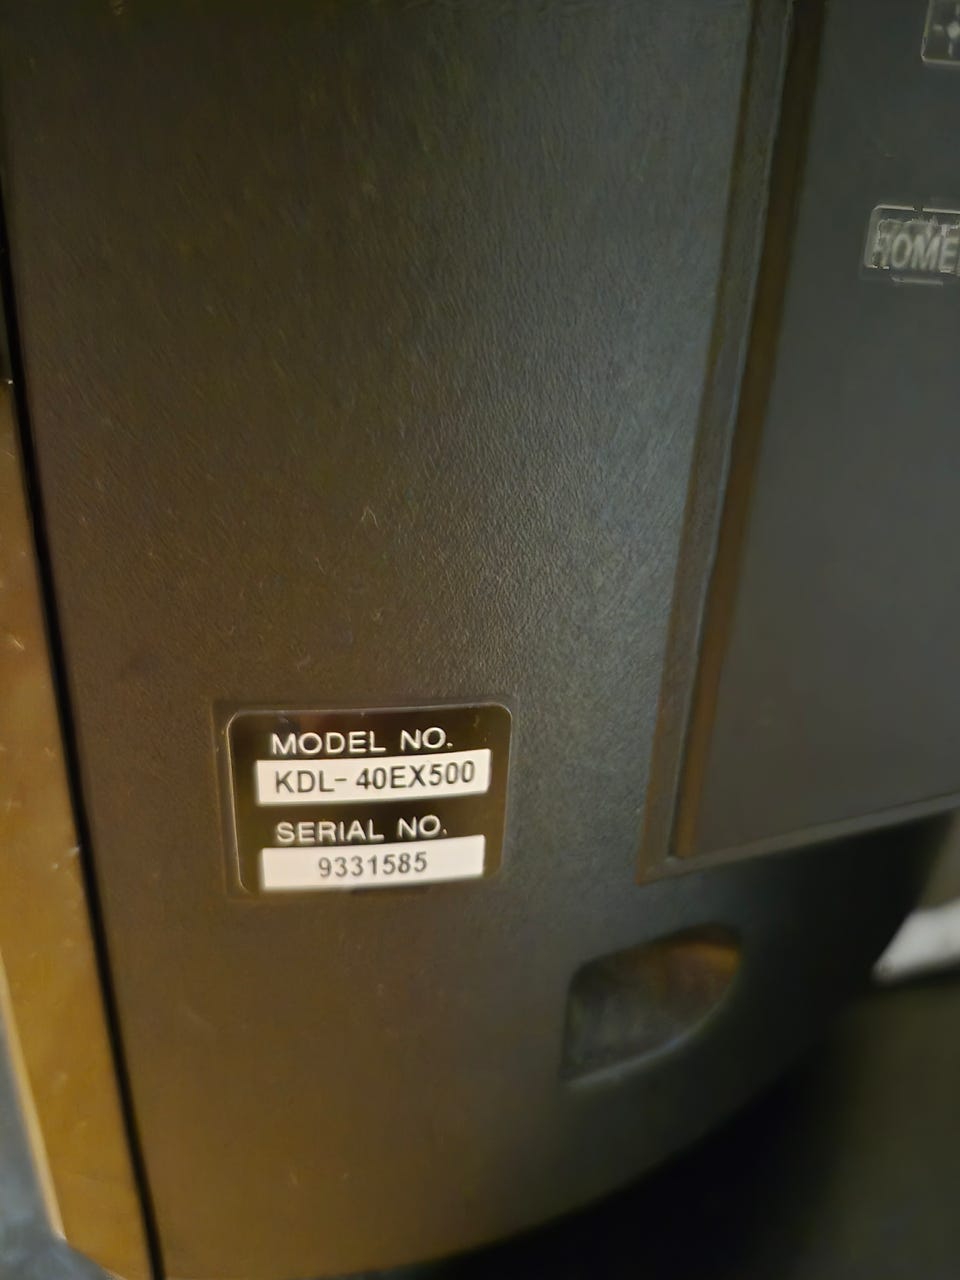 HOME
MODEL NO.
KDL-40EX500
SERIAL NO.
9331585